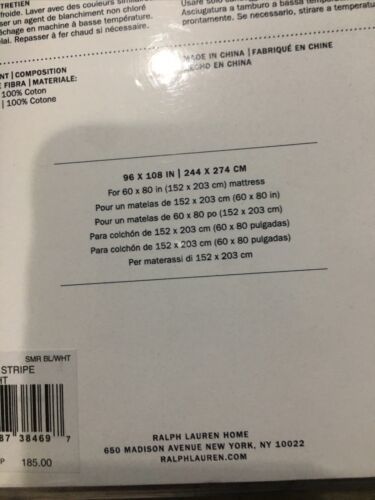 RETIEN
froide. Laver avec des couleurs similair
ser un agent de blanchiment non chloré
échage en machine à basse température.
lai. Repasser à fer chaud si nécessaire.
Usare solo
Asciugatura a tamburo a bassa temperatura
prontamente. Se necessario, stirare a temperatu
NT | COMPOSITION
FIBRA | MATERIALE:
100% Coton
| 100% Cotone
MADE IN CHINA | FABRIQUÉ EN CHINE
HECHO EN CHINA
96 X 108 IN | 244 X 274 CM
For 60 x 80 in (152 x 203 cm) mattress
Pour un matelas de 152 x 203 cm (60 x 80 in)
Pour un matelas de 60 x 80 po (152 x 203 cm)
Para colchón de 152 x 203 cm (60 x 80 pulgadas)
Para colchón de 152 x 203 cm (60 x 80 pulgadas)
Per materassi di 152 x 203 cm
SMR BL/WHT
STRIPE
HT
87 38469 7
P 185.00
RALPH LAUREN HOME
650 MADISON AVENUE NEW YORK, NY 10022
RALPHLAUREN.COM